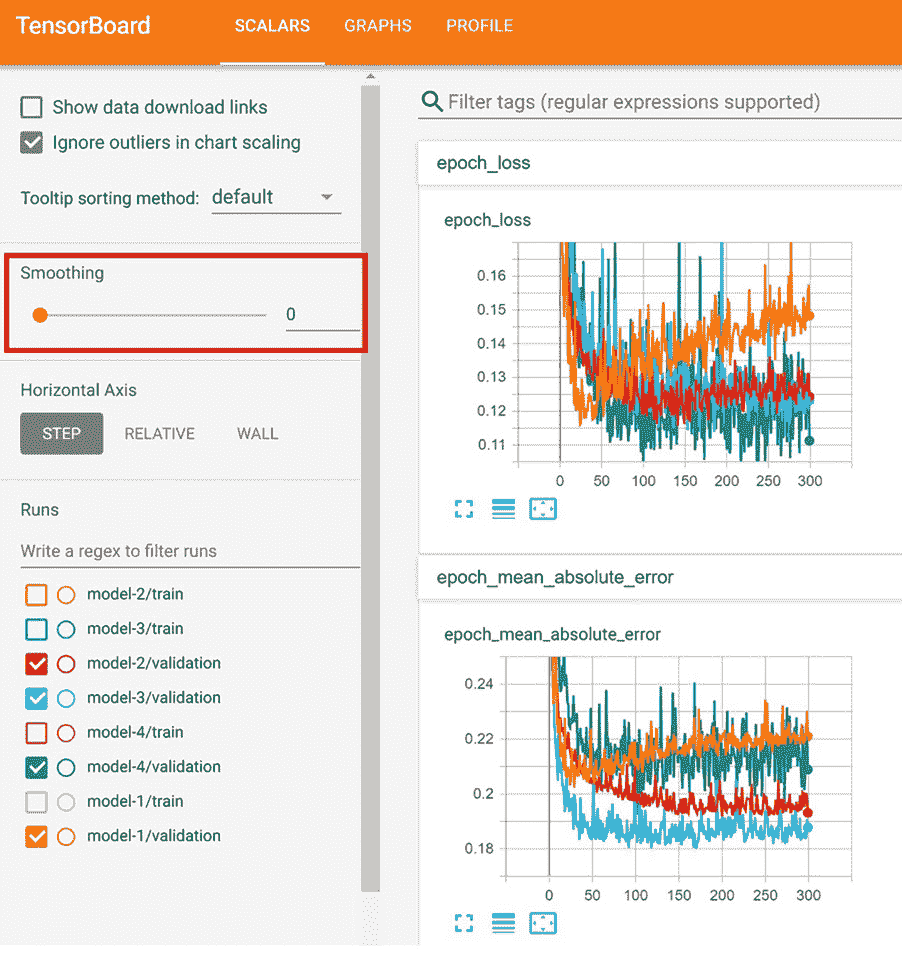 TensorBoard
SCALARS GRAPHS PROFILE
Show data download links
Ignore outliers in chart scaling
Tooltip sorting method: default
Smoothing
0
Horizontal Axis
STEP RELATIVE WALL
Runs
Write a regex to filter runs
model-2/train
model-3/train
model-2/validation
model-3/validation
model-4/train
model-4/validation
model-1/train
model-1/validation
Filter tags (regular expressions supported)
epoch_loss
epoch_loss
0.16
0.15
0.14
0.13
0.12
0.11
0 50 100 150 200 250 300
epoch_mean_absolute_error
epoch_mean_absolute_error
0.24
0.22
0.2
0.18
0 50 100 150 200 250 300